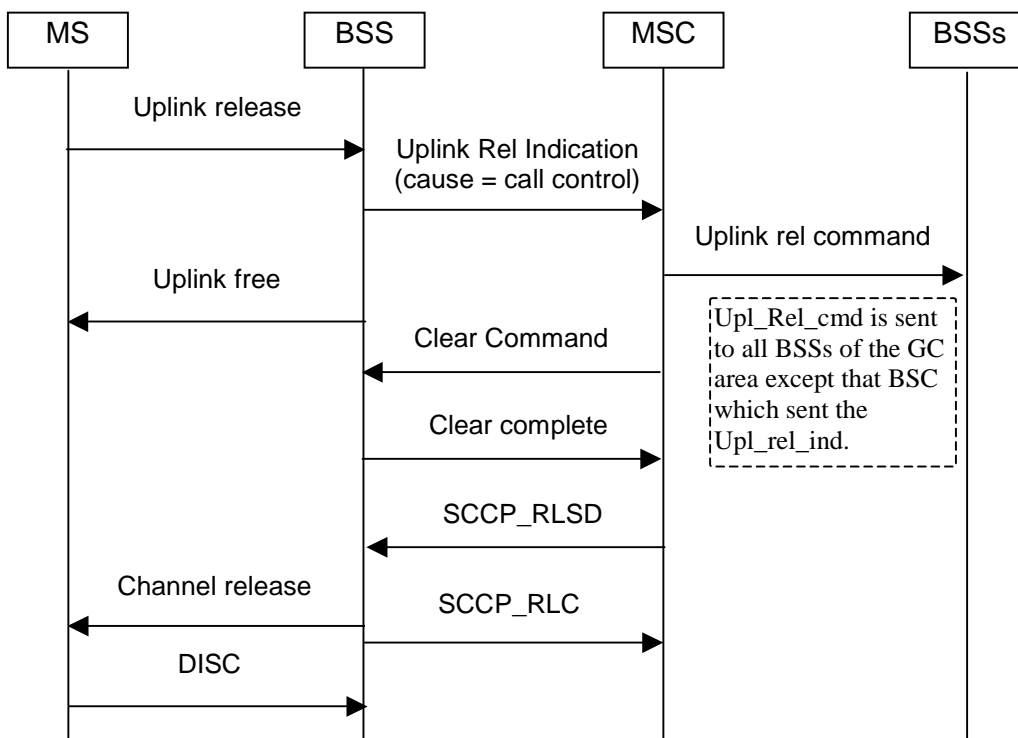 MS
BSS
MSC
BSSs
Uplink release
Uplink Rel Indication
(cause = call control)
Uplink rel command
Uplink free
Upl_Rel_cmd is sent
to all BSSs of the GC
area except that BSC
which sent the
Upl_rel_ind.
Clear Command
Clear complete
SCCP_RLSD
Channel release
SCCP_RLC
DISC